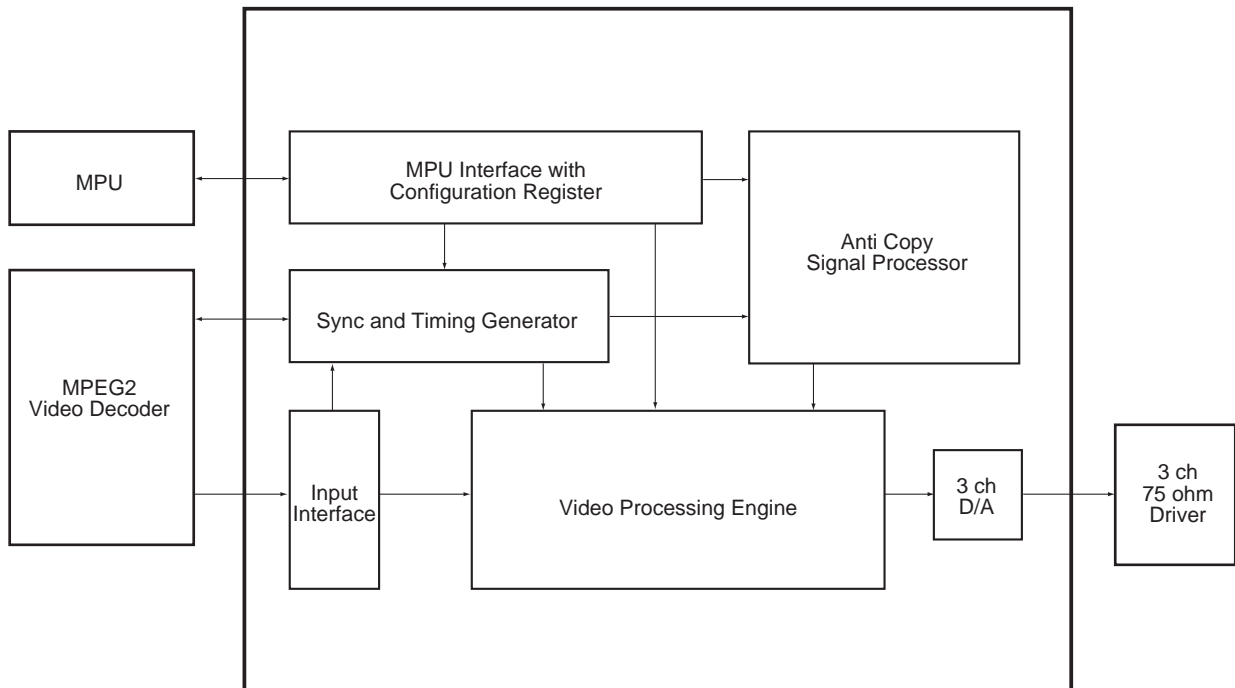 MPU
MPU Interface with
Configuration Register
Anti Copy
Signal Processor
Sync and Timing Generator
MPEG2
Video Decoder
Input
Interface
Video Processing Engine
3 ch
D/A
3 ch
75 ohm
Driver